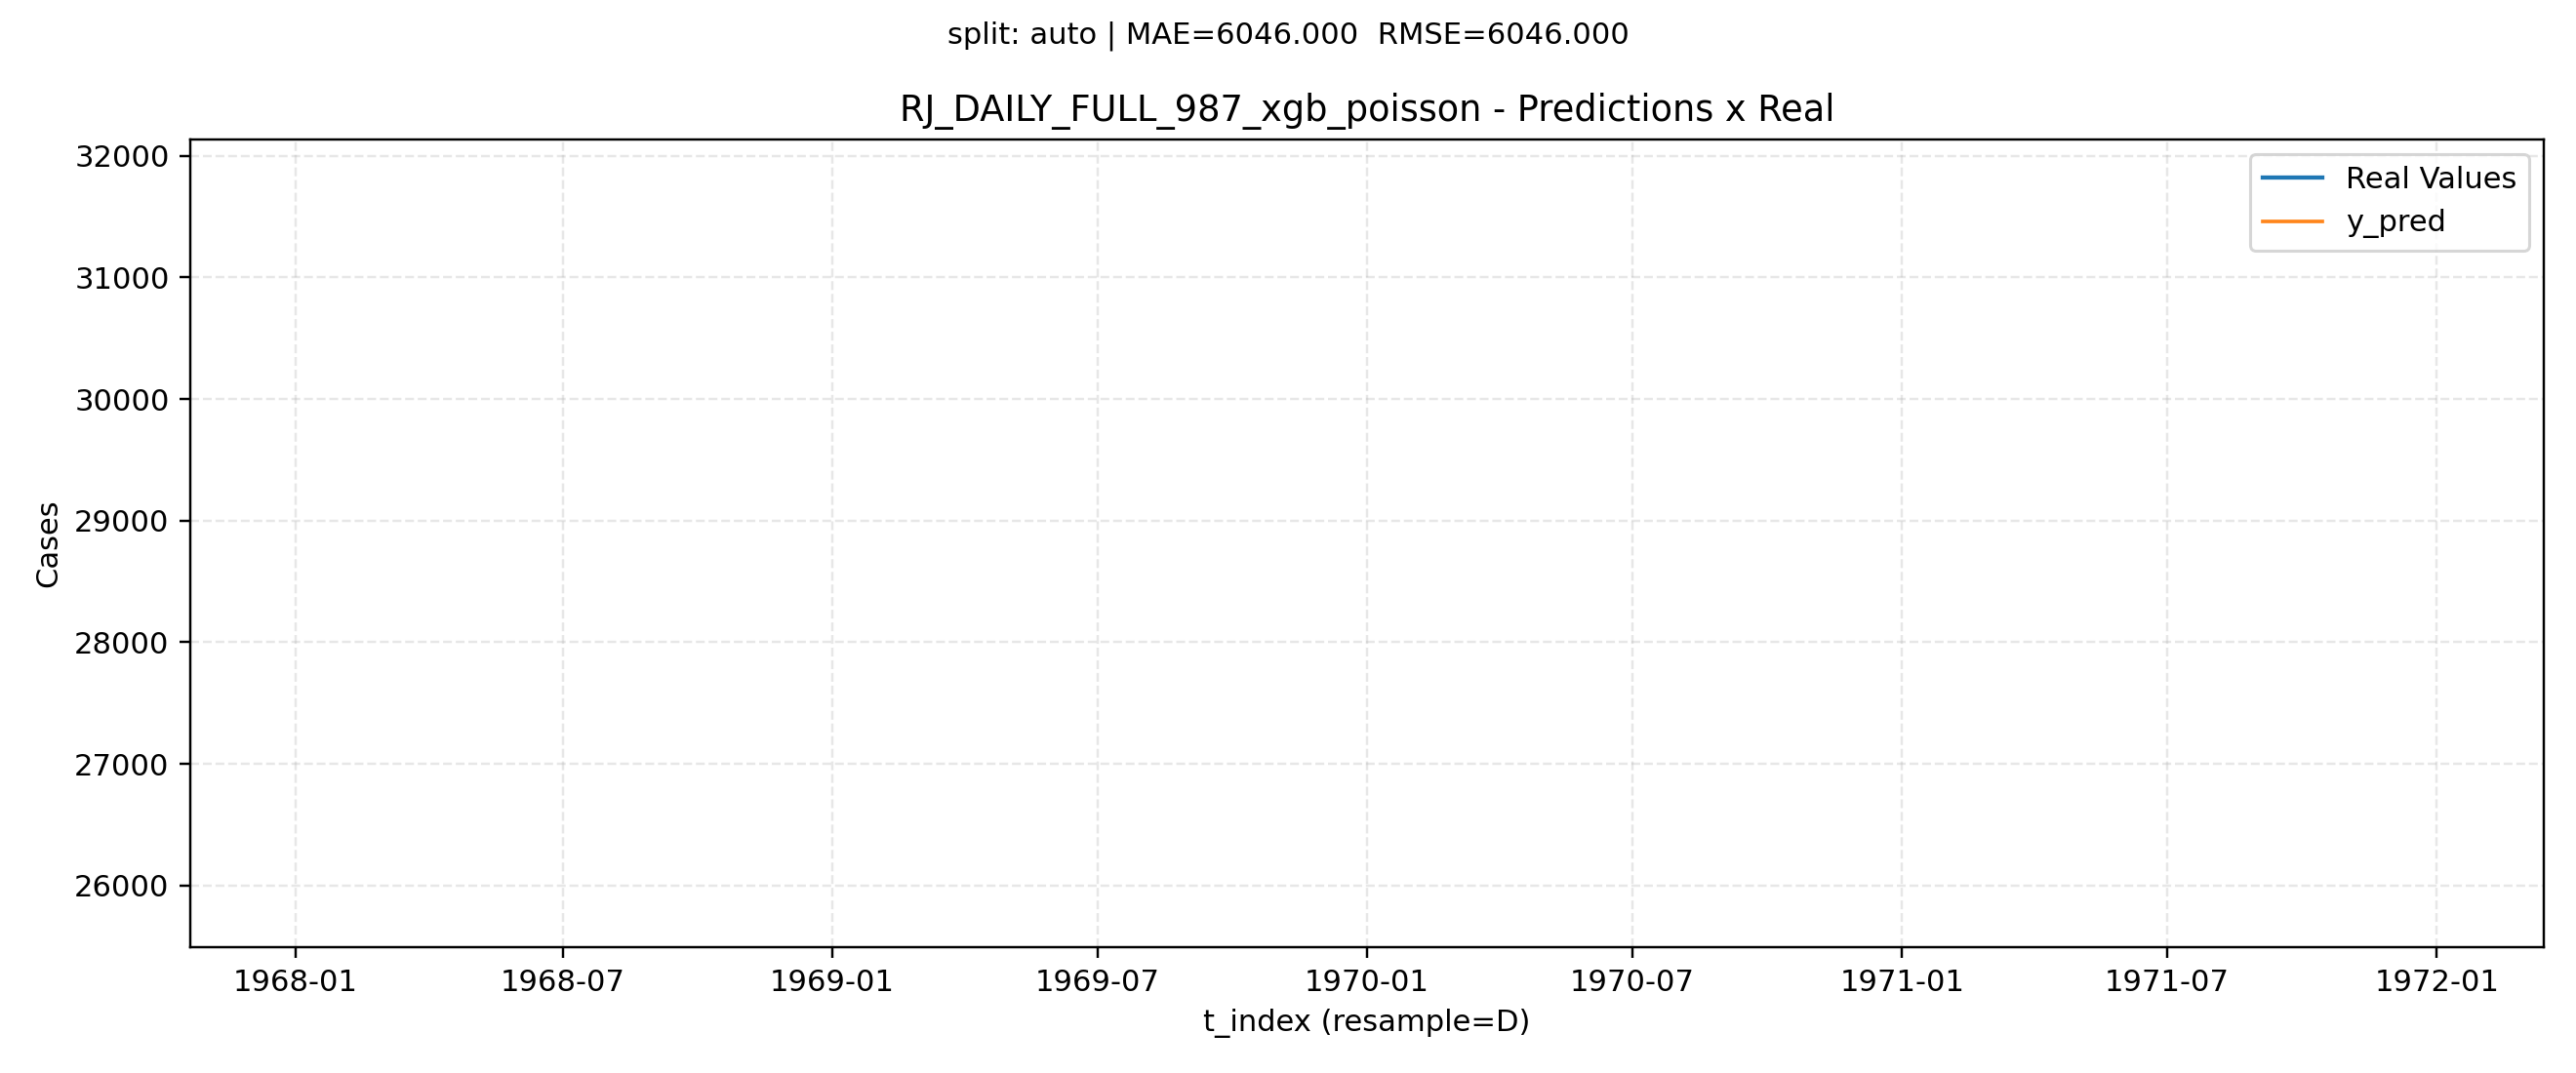 split: auto | MAE=6046.000  RMSE=6046.000
RJ_DAILY_FULL_987_xgb_poisson - Predictions x Real
32000
31000
30000
29000
28000
27000
26000
Cases
Real Values
y_pred
1968-01 1968-07 1969-01 1969-07 1970-01 1970-07 1971-01 1971-07 1972-01
t_index (resample=D)